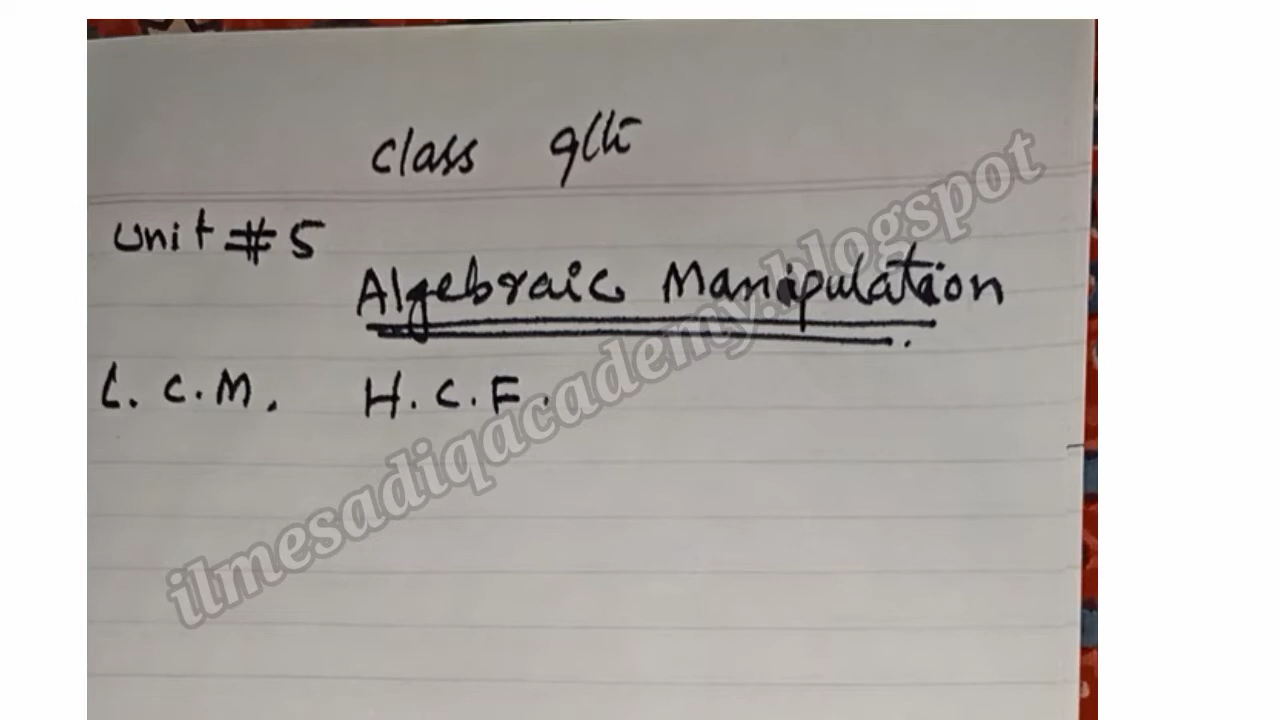 class 9th
Unit # 5
Algebraic Manipulation
L.C.M. H.C.F.
ilmesadiqacademy.blogspot